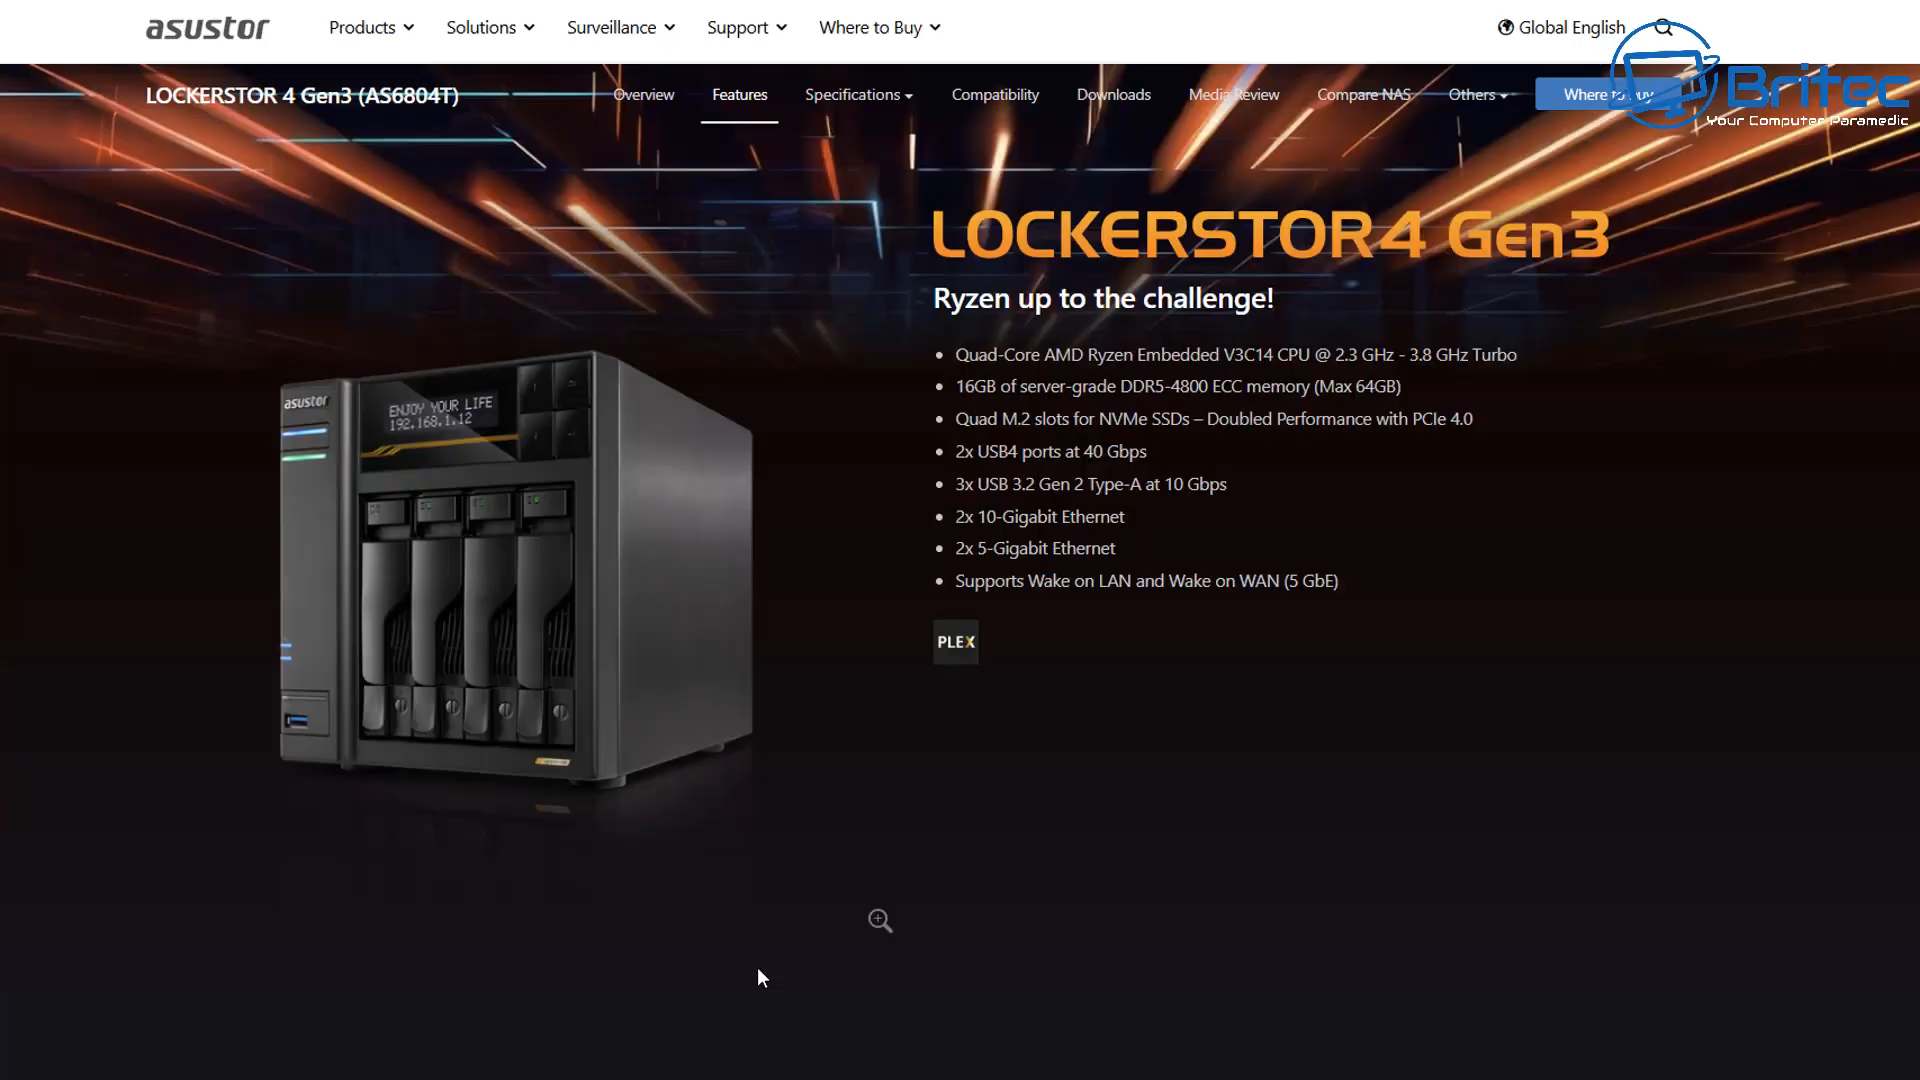 asustor
Products
Solutions
Surveillance
Support
Where to Buy
Global English
LOCKERSTOR 4 Gen3 (AS6804T)
Overview
Features
Specifications
Compatibility
Downloads
Media Review
Compare NAS
Others
Where to Buy
Britec
Your Computer Paramedic
LOCKERSTOR4 Gen3
Ryzen up to the challenge!
• Quad-Core AMD Ryzen Embedded V3C14 CPU @ 2.3 GHz - 3.8 GHz Turbo
• 16GB of server-grade DDR5-4800 ECC memory (Max 64GB)
• Quad M.2 slots for NVMe SSDs – Doubled Performance with PCIe 4.0
• 2x USB4 ports at 40 Gbps
• 3x USB 3.2 Gen 2 Type-A at 10 Gbps
• 2x 10-Gigabit Ethernet
• 2x 5-Gigabit Ethernet
• Supports Wake on LAN and Wake on WAN (5 GbE)
PLEX
asustor
ENJOY YOUR LIFE
192.168.1.12